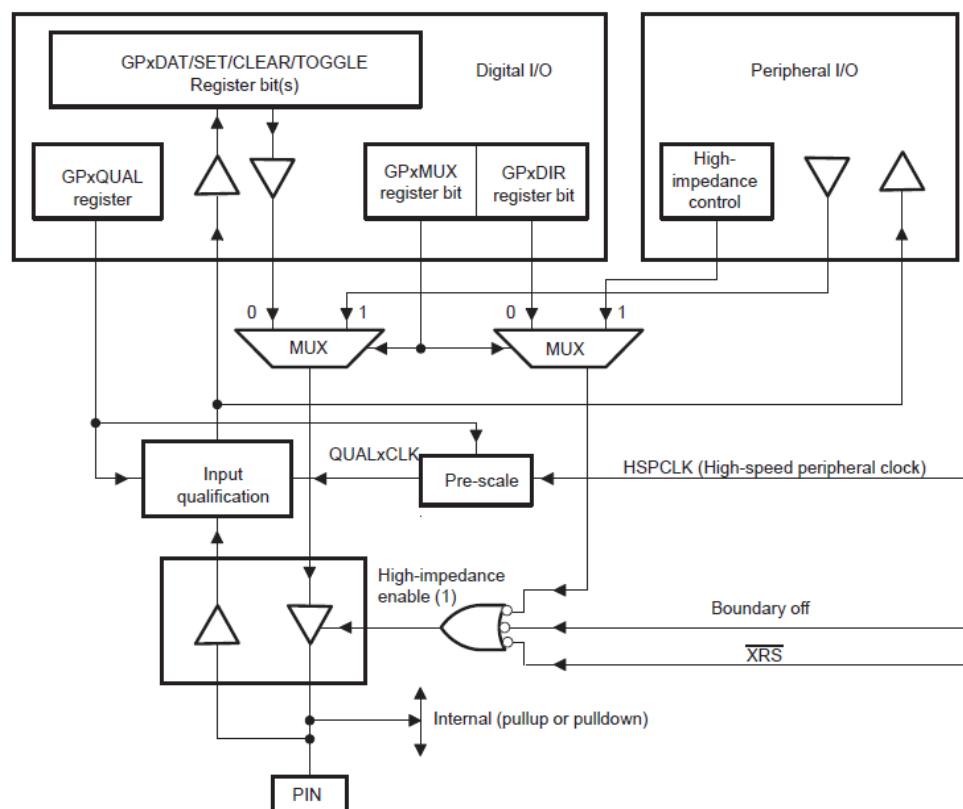 GPxDAT/SET/CLEAR/TOGGLE
Register bit(s)
Digital I/O
Peripheral I/O
GPxQUAL
register
GPxMUX
register bit
GPxDIR
register bit
High-
impedance
control
0
1
0
1
MUX
MUX
QUALxCLK
Input
qualification
Pre-scale
HSPCLK (High-speed peripheral clock)
High-impedance
enable (1)
Boundary off
XRS
Internal (pullup or pulldown)
PIN